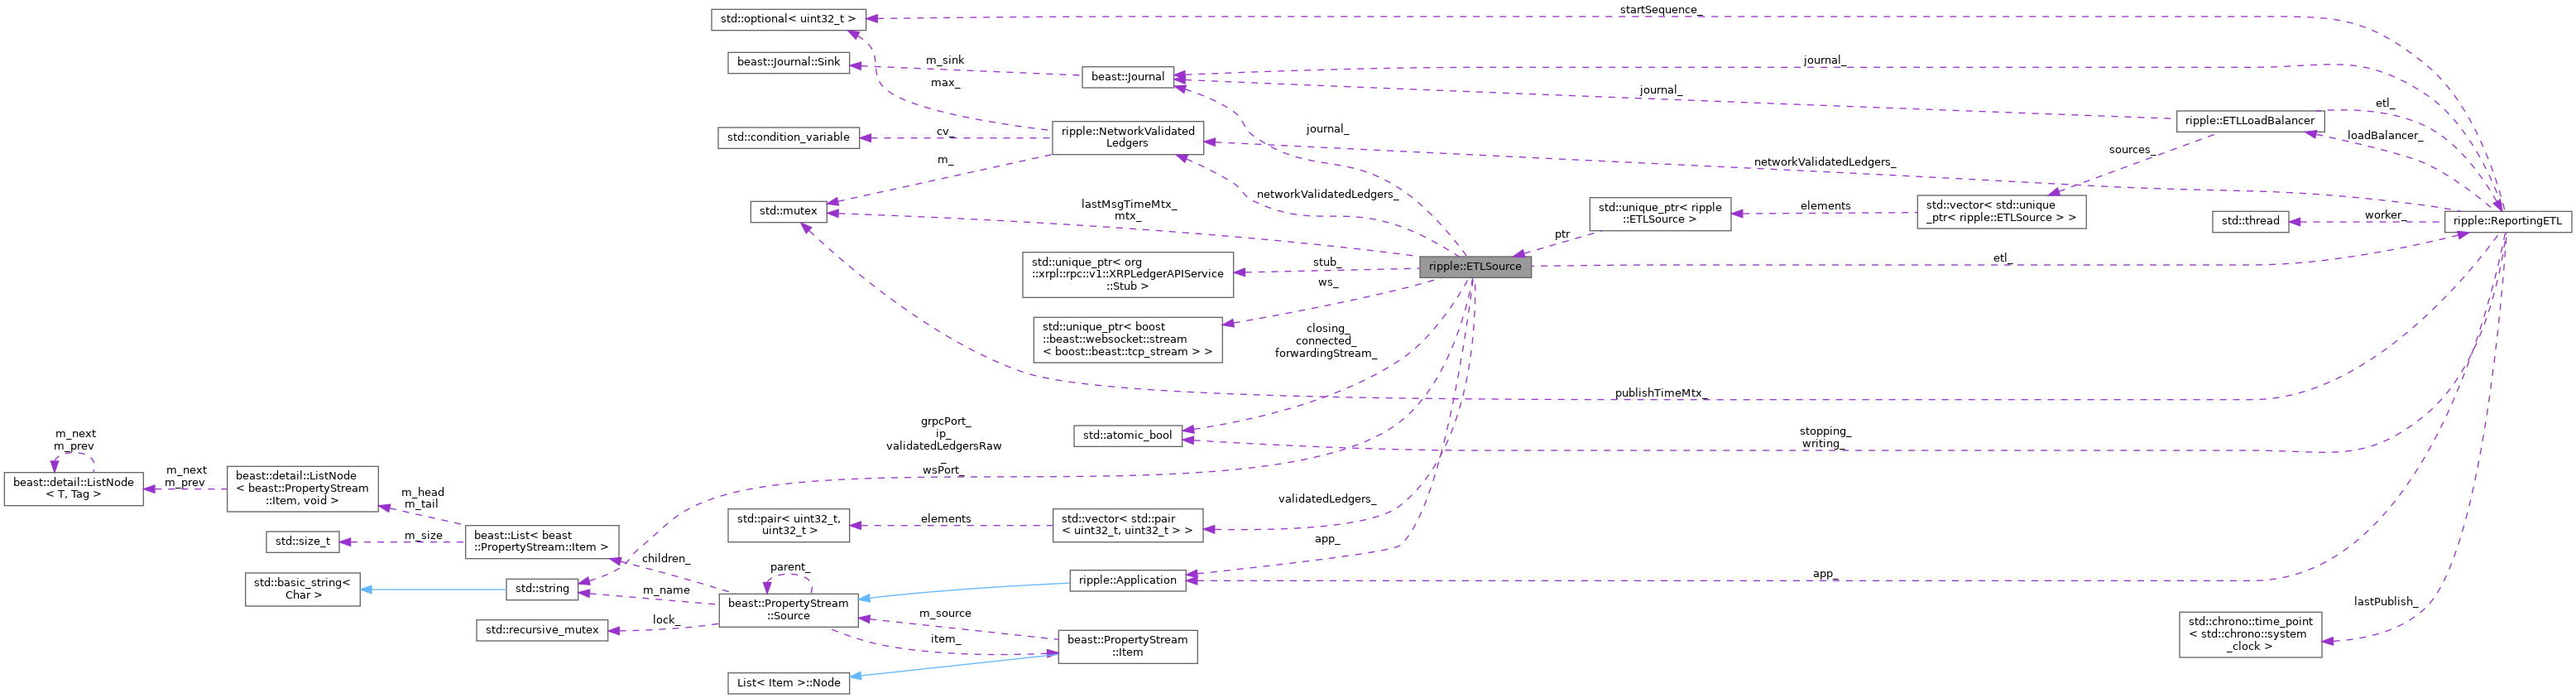 std::optional< uint32_t >
startSequence_
beast::Journal::Sink
m_sink
max_
beast::Journal
journal_
journal_
etl_
ripple::ETLLoadBalancer
loadBalancer_
std::condition_variable
cv_
ripple::NetworkValidated
Ledgers
journal_
m_
networkValidatedLedgers_
sources_
std::mutex
lastMsgTimeMtx_
mtx_
networkValidatedLedgers_
std::unique_ptr< ripple
::ETLSource >
elements
std::vector< std::unique
_ptr< ripple::ETLSource > >
std::thread
worker_
ripple::ReportingETL
ptr
std::unique_ptr< org
::xrpl::rpc::v1::XRPLedgerAPIService
::Stub >
stub_
ws_
ripple::ETLSource
etl_
std::unique_ptr< boost
::beast::websocket::stream
< boost::beast::tcp_stream > >
closing_
connected_
forwardingStream_
publishTimeMtx_
std::atomic_bool
stopping_
writing_
grpcPort_
ip_
validatedLedgersRaw
_
wsPort_
m_next
m_prev
beast::detail::ListNode
< T, Tag >
m_next
m_prev
beast::detail::ListNode
< beast::PropertyStream
::Item, void >
m_head
m_tail
std::size_t
m_size
beast::List< beast
::PropertyStream::Item >
std::pair< uint32_t,
uint32_t >
elements
std::vector< std::pair
< uint32_t, uint32_t > >
validatedLedgers_
app_
children_
parent_
std::basic_string<
Char >
std::string
m_name
beast::PropertyStream
::Source
ripple::Application
app_
lastPublish_
std::recursive_mutex
lock_
m_source
item_
beast::PropertyStream
::Item
List< Item >::Node
std::chrono::time_point
< std::chrono::system
_clock >